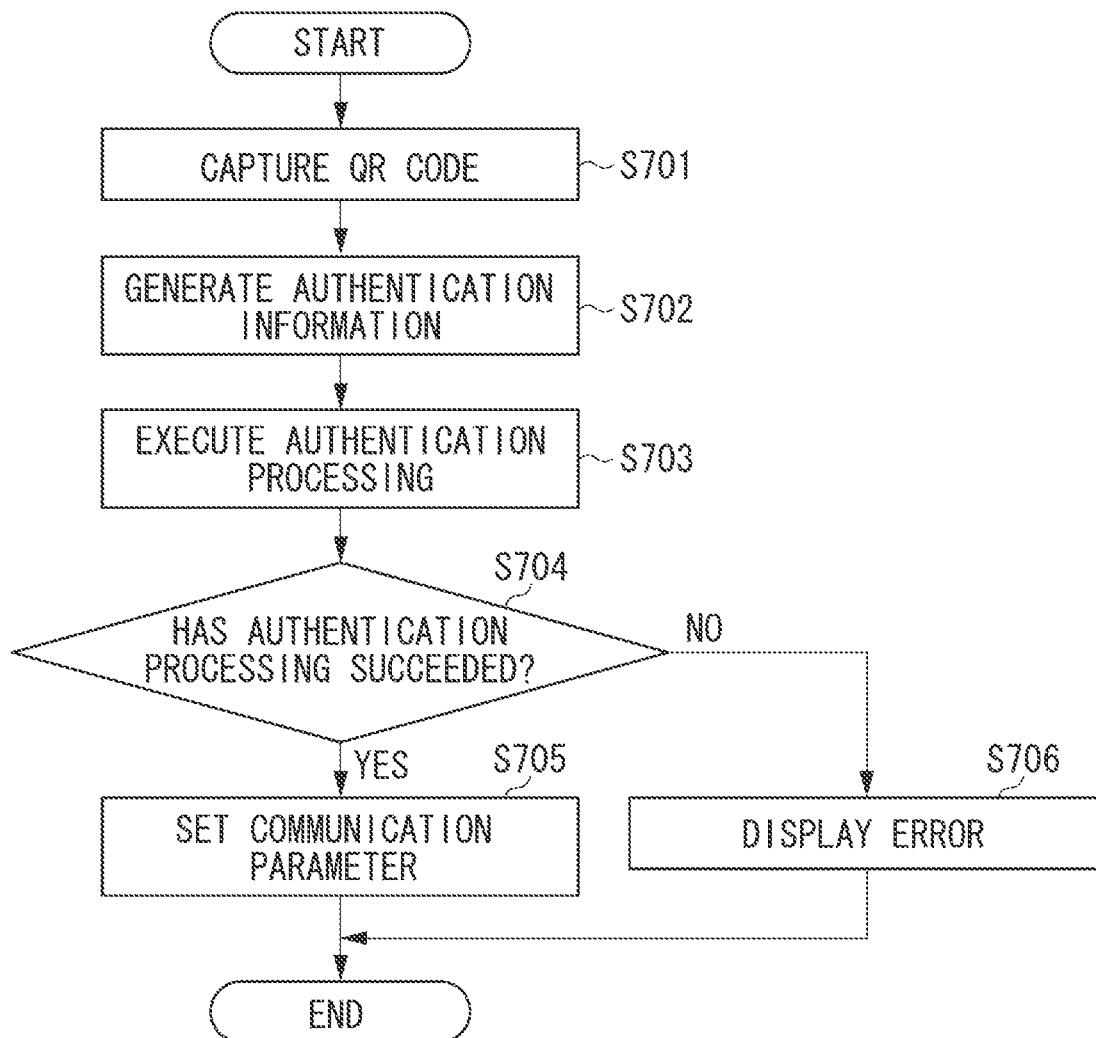 START
CAPTURE QR CODE
S701
GENERATE AUTHENTICATION
INFORMATION
S702
EXECUTE AUTHENTICATION
PROCESSING
S703
S704
HAS AUTHENTICATION
PROCESSING SUCCEEDED?
NO
YES
S705
SET COMMUNICATION
PARAMETER
S706
DISPLAY ERROR
END